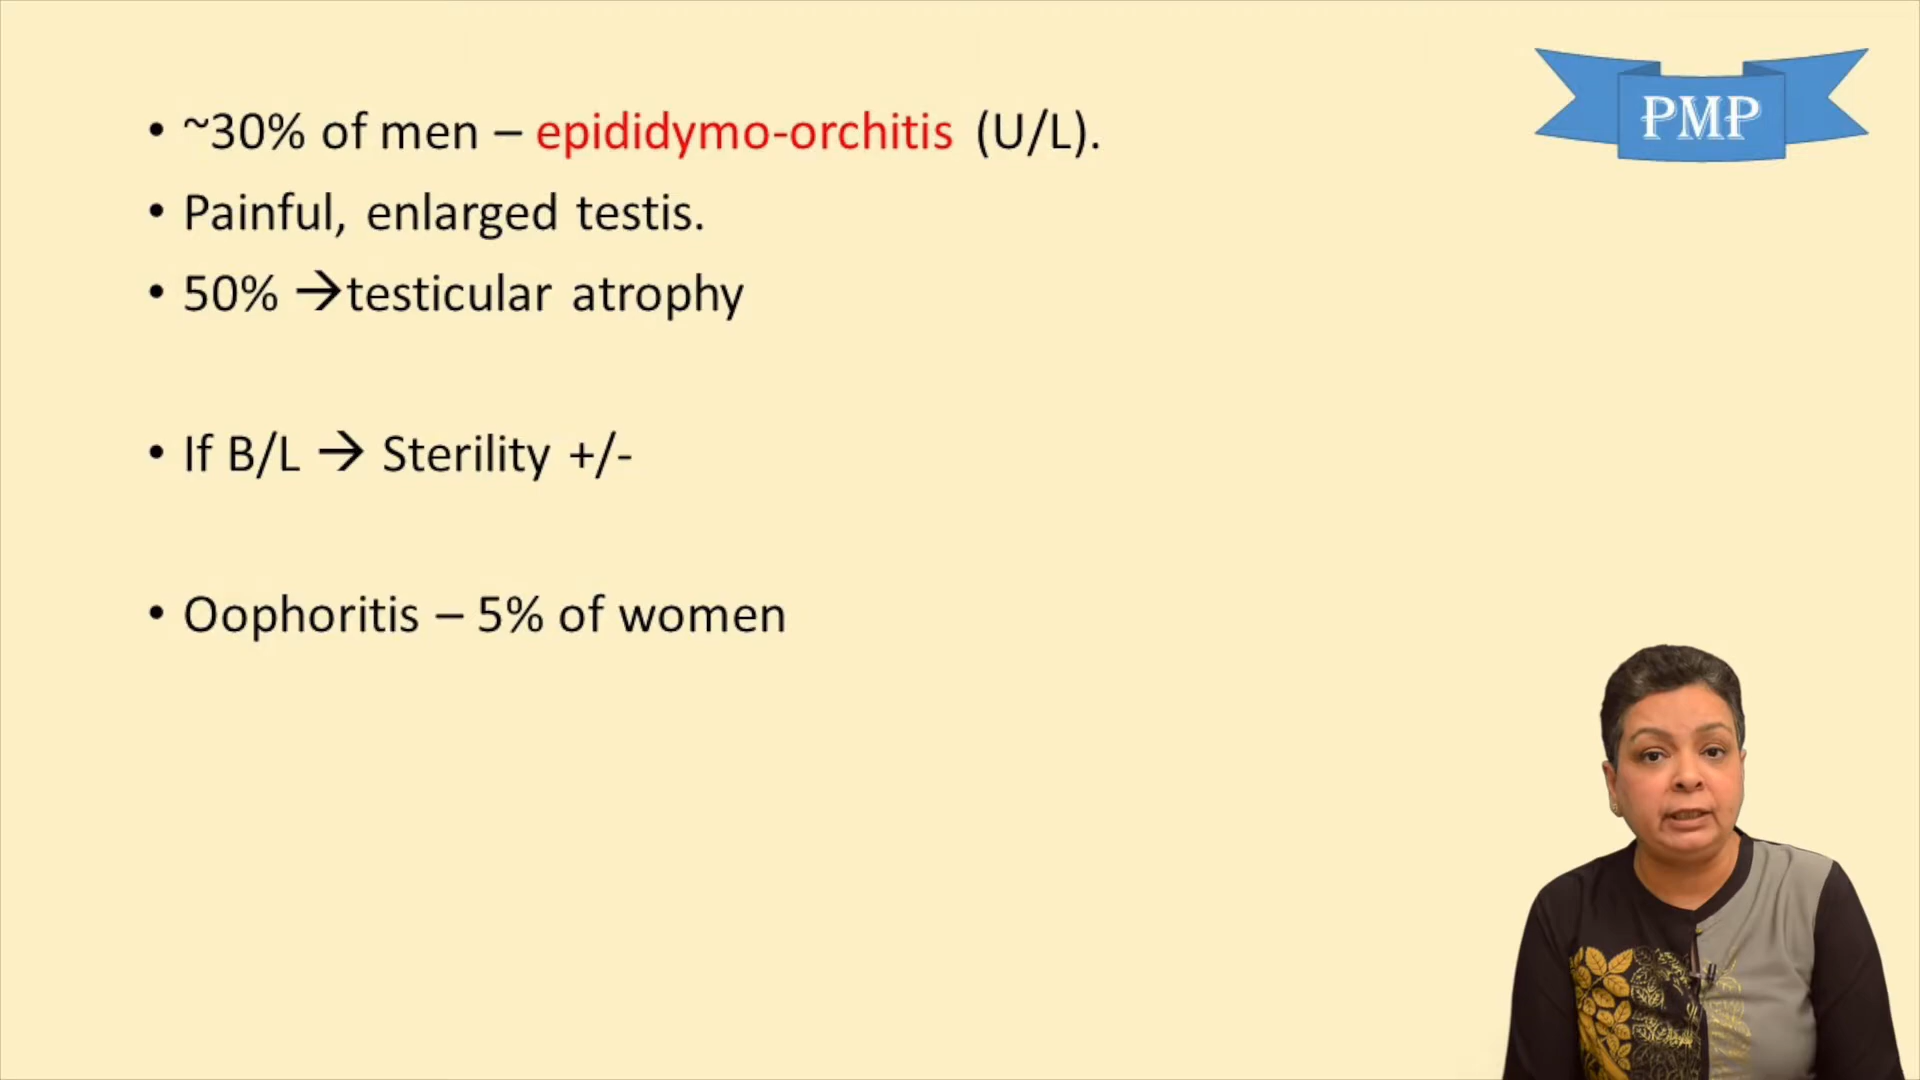 PMP
• ~30% of men – epididymo-orchitis (U/L).
• Painful, enlarged testis.
• 50% →testicular atrophy
• If B/L → Sterility +/-
• Oophoritis – 5% of women